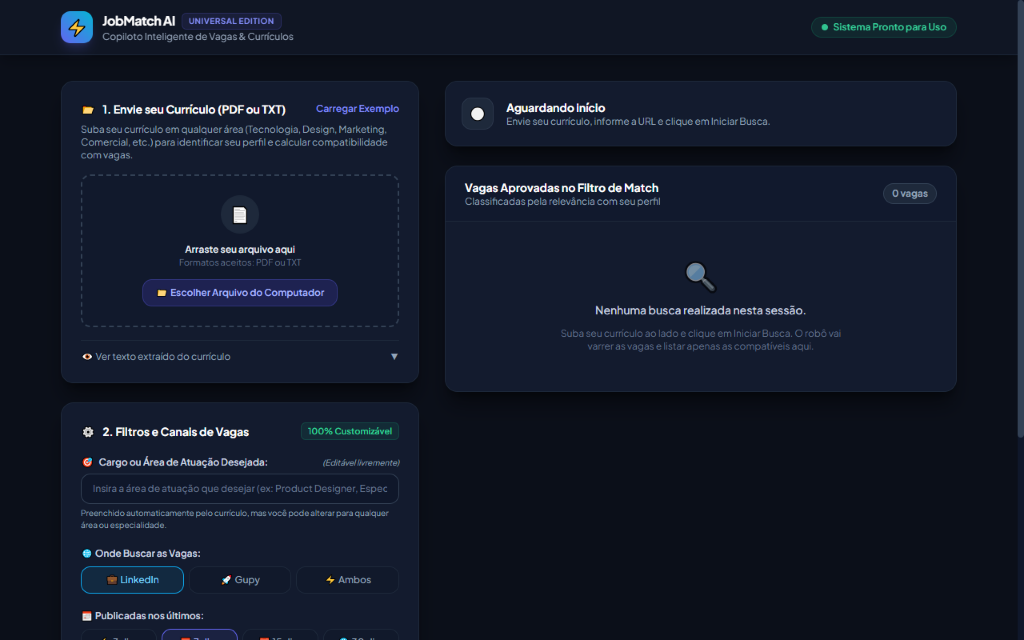 JobMatch AI UNIVERSAL EDITION
Copiloto Inteligente de Vagas & Currículos
Sistema Pronto para Uso
1. Envie seu Currículo (PDF ou TXT)
Carregar Exemplo
Suba seu currículo em qualquer área (Tecnologia, Design, Marketing,
Comercial, etc.) para identificar seu perfil e calcular compatibilidade
com vagas.
Arraste seu arquivo aqui
Formatos aceitos: PDF ou TXT
Escolher Arquivo do Computador
Ver texto extraído do currículo
2. Filtros e Canais de Vagas
100% Customizável
Cargo ou Área de Atuação Desejada:
(Editável livremente)
Insira a área de atuação que desejar (ex: Product Designer, Espec
Preenchido automaticamente pelo currículo, mas você pode alterar para qualquer
área ou especialidade.
Onde Buscar as Vagas:
LinkedIn
Gupy
Ambos
Publicadas nos últimos:
Aguardando Início
Envie seu currículo, informe a URL e clique em Iniciar Busca.
Vagas Aprovadas no Filtro de Match
Classificadas pela relevância com seu perfil
0 vagas
Nenhuma busca realizada nesta sessão.
Suba seu currículo ao lado e clique em Iniciar Busca. O robô vai
varrer as vagas e listar apenas as compatíveis aqui.